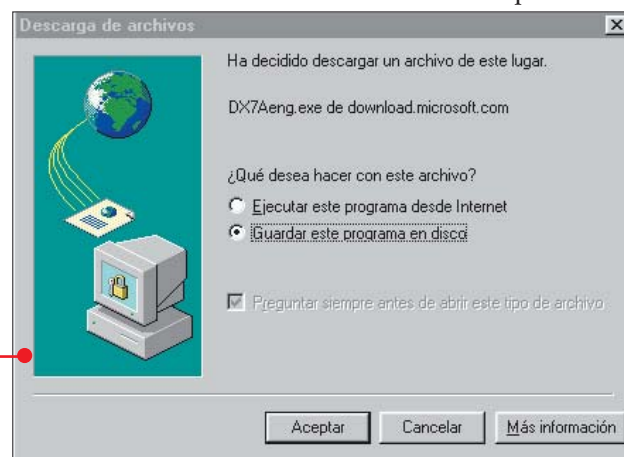 Descarga de archivos
Ha decidido descargar un archivo de este lugar.
DX7Aeng.exe de download.microsoft.com
¿Qué desea hacer con este archivo?
Ejecutar este programa desde Internet
Guardar este programa en disco
Preguntar siempre antes de abrir este tipo de archivo
Aceptar Cancelar Más información